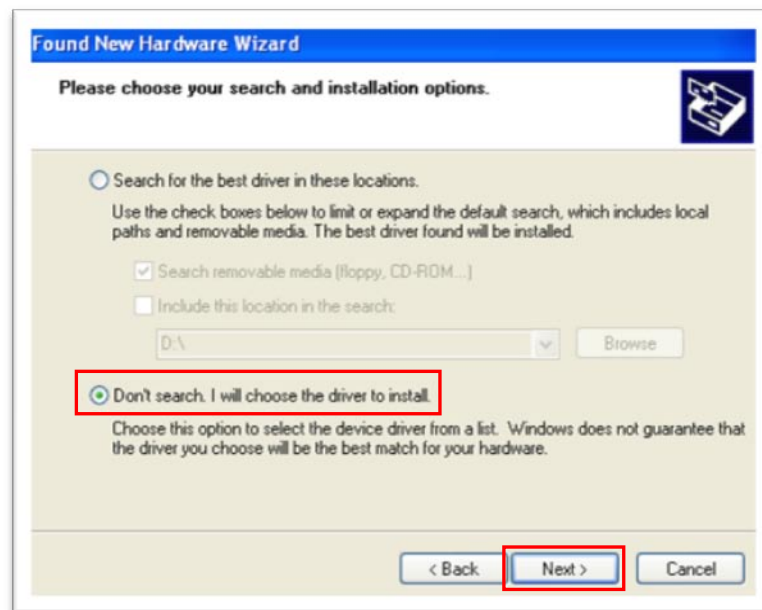 Found New Hardware Wizard
Please choose your search and installation options.
Search for the best driver in these locations.
Use the check boxes below to limit or expand the default search, which includes local
paths and removable media. The best driver found will be installed.
Search removable media (floppy, CD-ROM...)
Include this location in the search:
D:\
Browse
Don't search. I will choose the driver to install.
Choose this option to select the device driver from a list. Windows does not guarantee that
the driver you choose will be the best match for your hardware.
< Back
Next >
Cancel